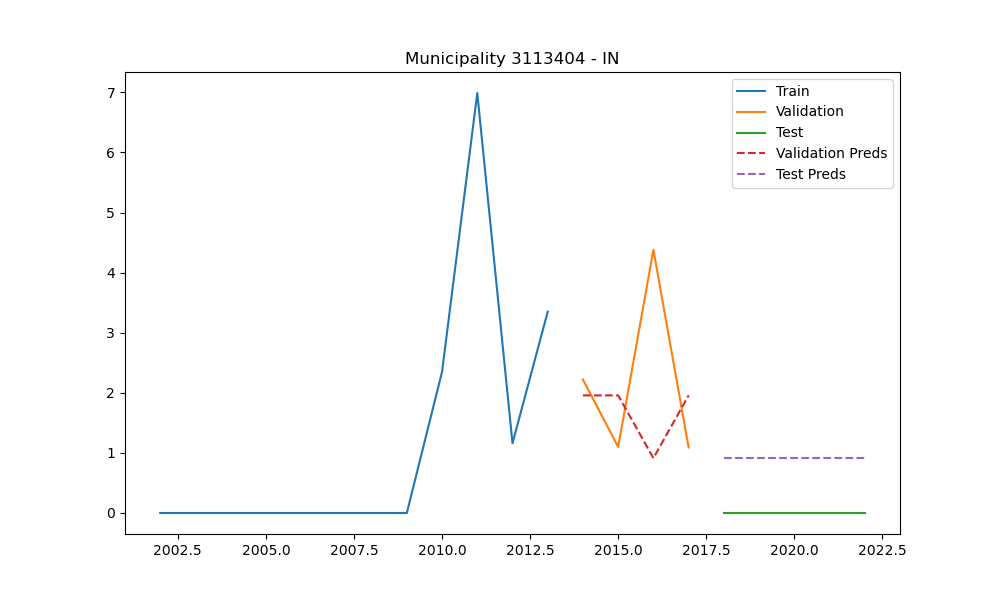 Municipality 3113404 - IN
Train
Validation
Test
Validation Preds
Test Preds
7
6
5
4
3
2
1
0
2002.5 2005.0 2007.5 2010.0 2012.5 2015.0 2017.5 2020.0 2022.5